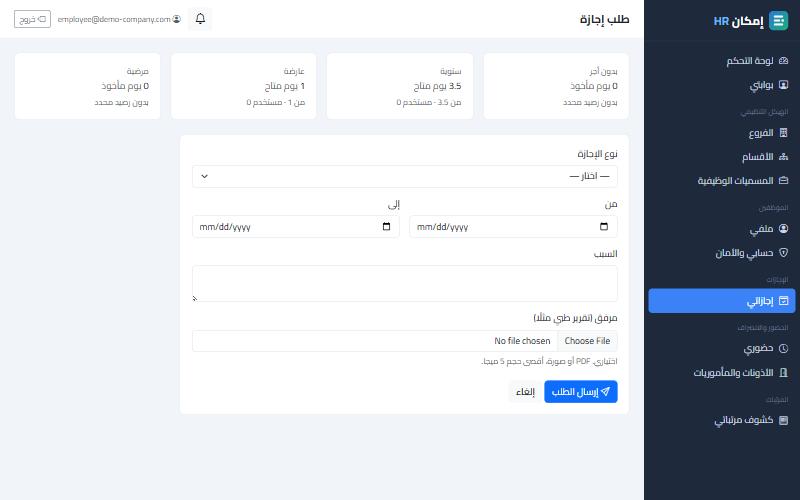 إمكان HR
لوحة التحكم
بوابتي
الهيكل التنظيمي
الفروع
الأقسام
المسميات الوظيفية
الموظفين
ملفي
حسابي والأمان
الإجازات
إجازاتي
الحضور والانصراف
حضوري
الأذونات والمأموريات
المرتبات
كشوف مرتباتي
طلب إجازة
employee@demo-company.com
خروج
بدون أجر
0 يوم مأخوذ
بدون رصيد محدد
سنوية
3.5 يوم متاح
من 3.5 - مستخدم 0
عارضة
1 يوم متاح
من 1 - مستخدم 0
مرضية
0 يوم مأخوذ
بدون رصيد محدد
نوع الإجازة
— اختار —
من
إلى
mm/dd/yyyy
mm/dd/yyyy
السبب
مرفق (تقرير طبي مثلًا)
Choose File No file chosen
اختياري. PDF أو صورة، أقصى حجم 5 ميجا.
إرسال الطلب
إلغاء